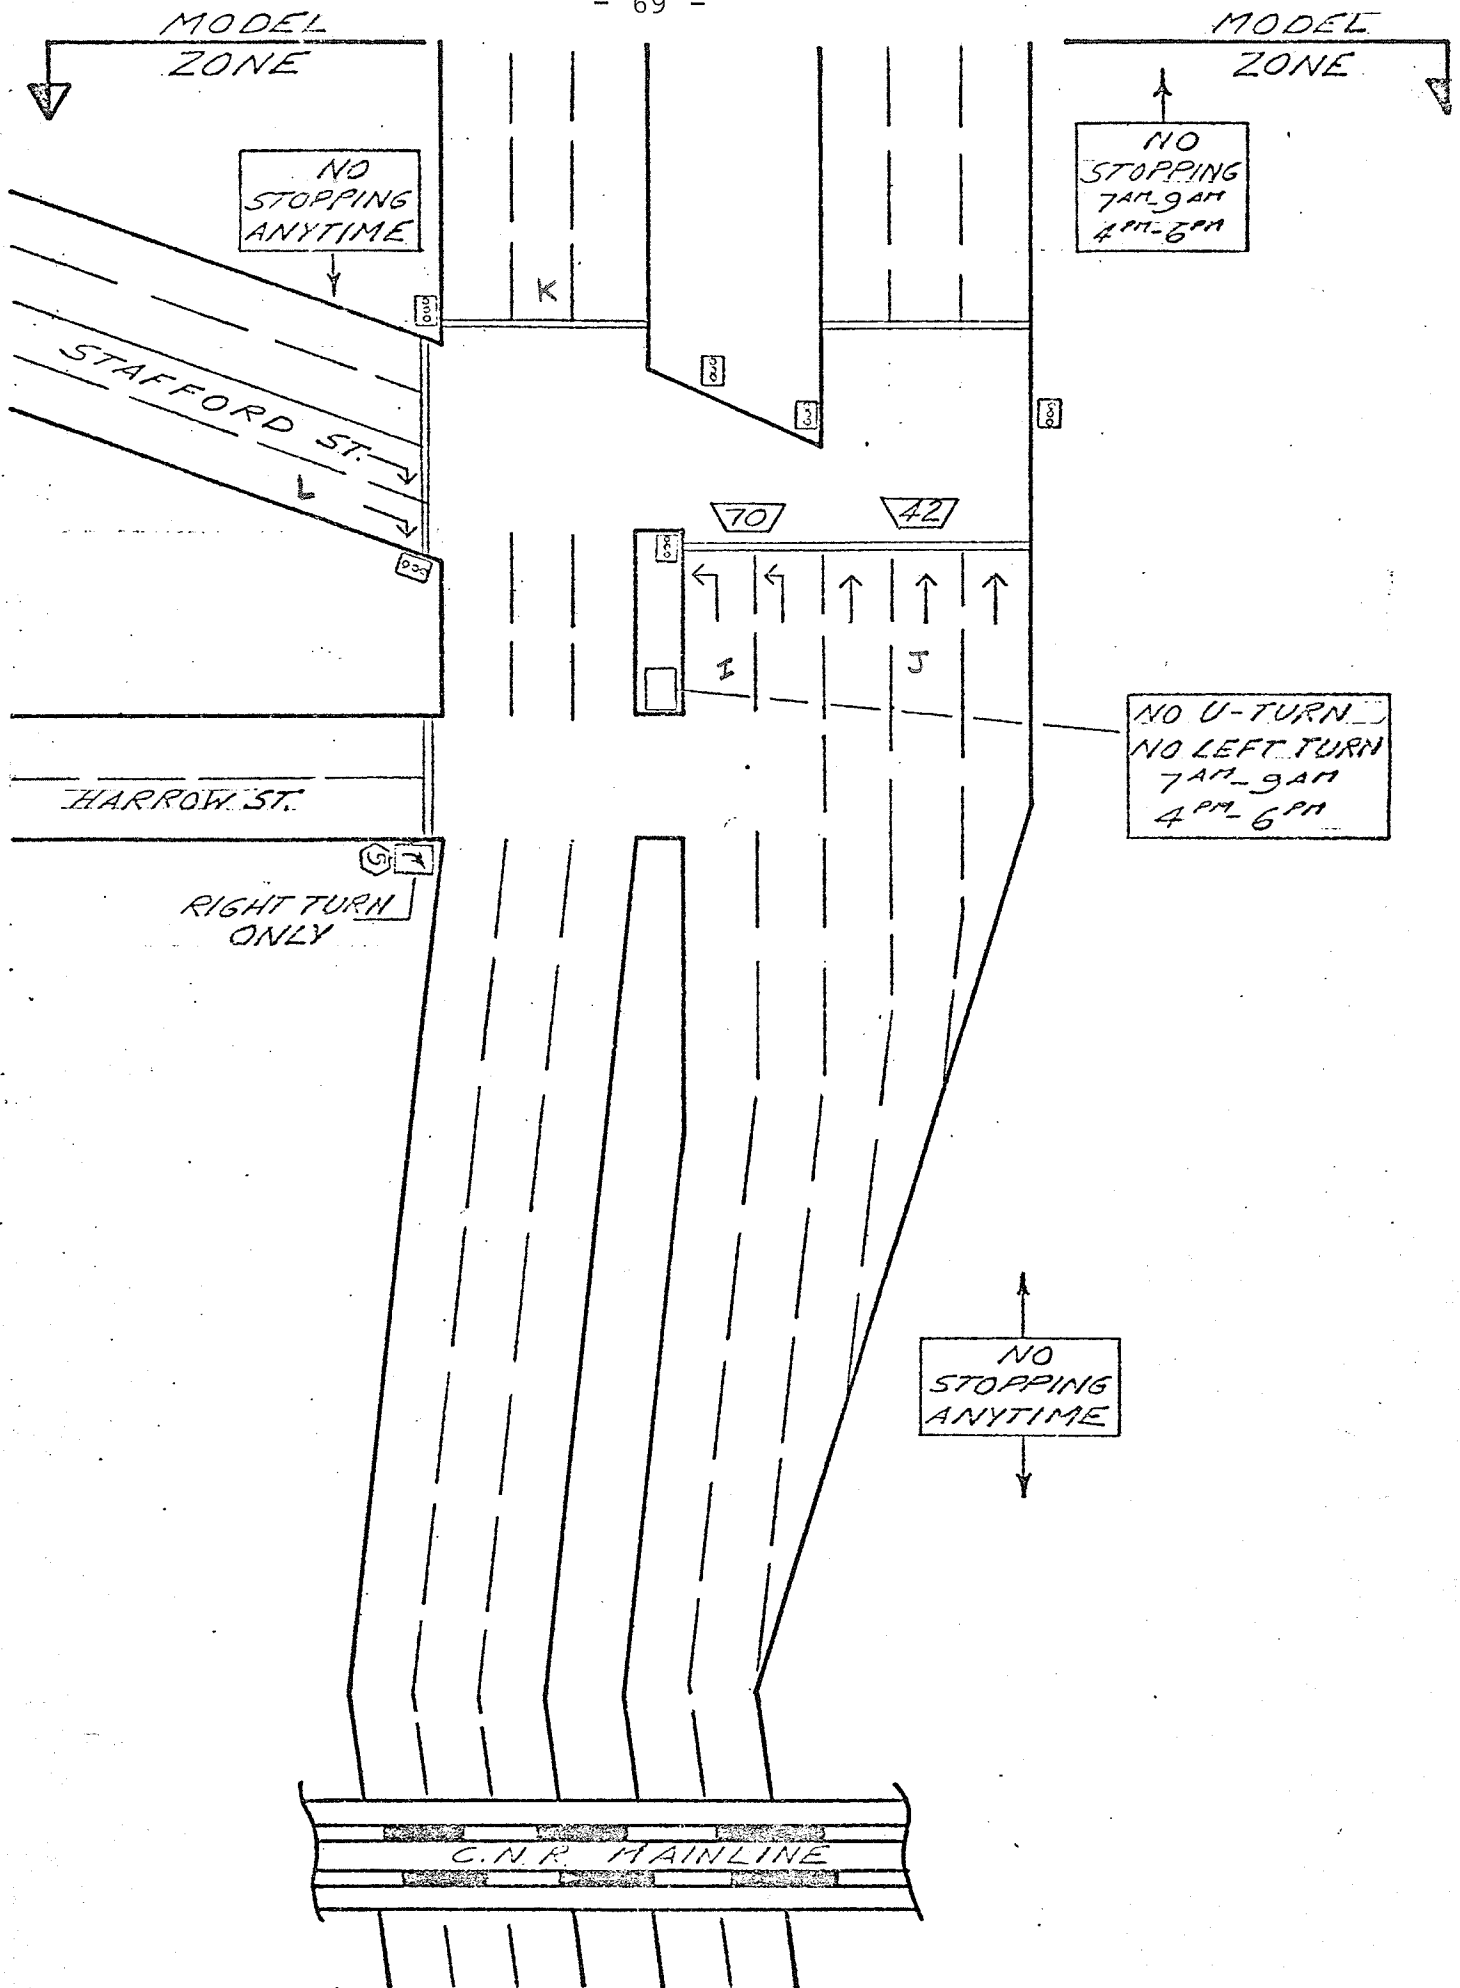 - 69 -
MODEL
ZONE
MODEL
ZONE
NO
STOPPING
ANYTIME
NO
STOPPING
7AM-9AM
4PM-6PM
K
STAFFORD ST.
L
70
42
I
J
NO U-TURN
NO LEFT TURN
7AM-9AM
4PM-6PM
HARROW ST.
S
RIGHT TURN
ONLY
NO
STOPPING
ANYTIME
C.N.R. MAINLINE